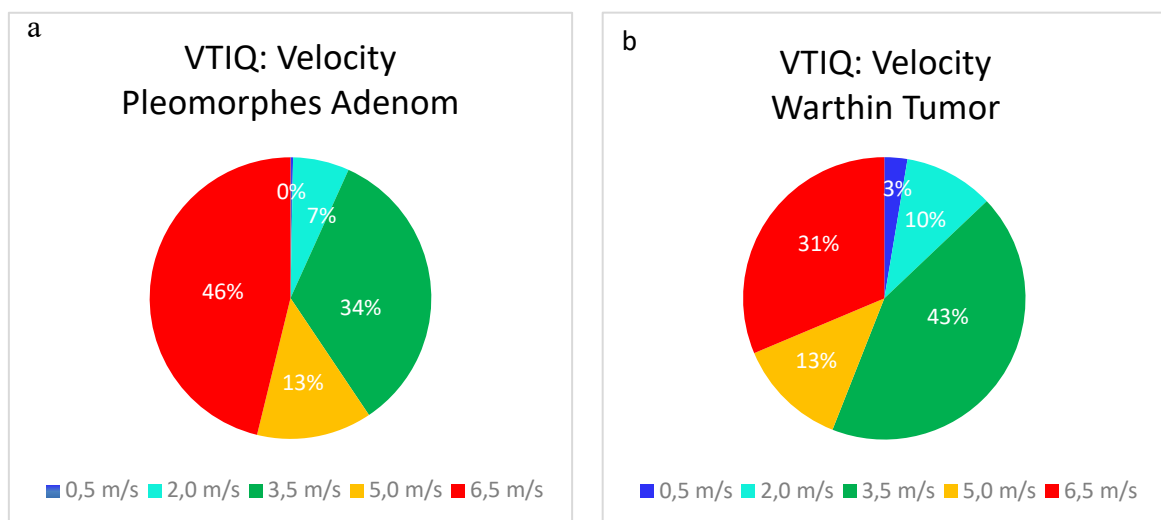 a
VTIQ: Velocity
Pleomorphes Adenom
0%
7%
46%
34%
13%
0,5 m/s 2,0 m/s 3,5 m/s 5,0 m/s 6,5 m/s
b
VTIQ: Velocity
Warthin Tumor
3%
10%
31%
43%
13%
0,5 m/s 2,0 m/s 3,5 m/s 5,0 m/s 6,5 m/s